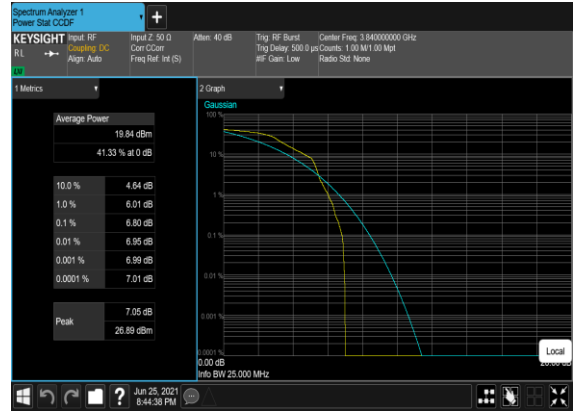 Spectrum Analyzer 1
Power Stat CCDF
KEYSIGHT
RL
LM
Input: RF
Coupling: DC
Align: Auto
Input Z: 50 Ω
Corr CCorr
Freq Ref: Int (S)
Atten: 40 dB
Trig: RF Burst
Trig Delay: 500.0 µs
#IF Gain: Low
Center Freq: 3.840000000 GHz
Counts: 1.00 M/1.00 Mpt
Radio Std: None
1 Metrics
Average Power
19.84 dBm
41.33 % at 0 dB
10.0 % 4.64 dB
1.0 % 6.01 dB
0.1 % 6.80 dB
0.01 % 6.95 dB
0.001 % 6.99 dB
0.0001 % 7.01 dB
Peak
7.05 dB
26.89 dBm
2 Graph
Gaussian
100 %
10 %
1 %
0.1 %
0.01 %
0.001 %
0.0001 %
0.00 dB
Info BW 25.000 MHz
Local
?
Jun 25, 2021
8:44:38 PM